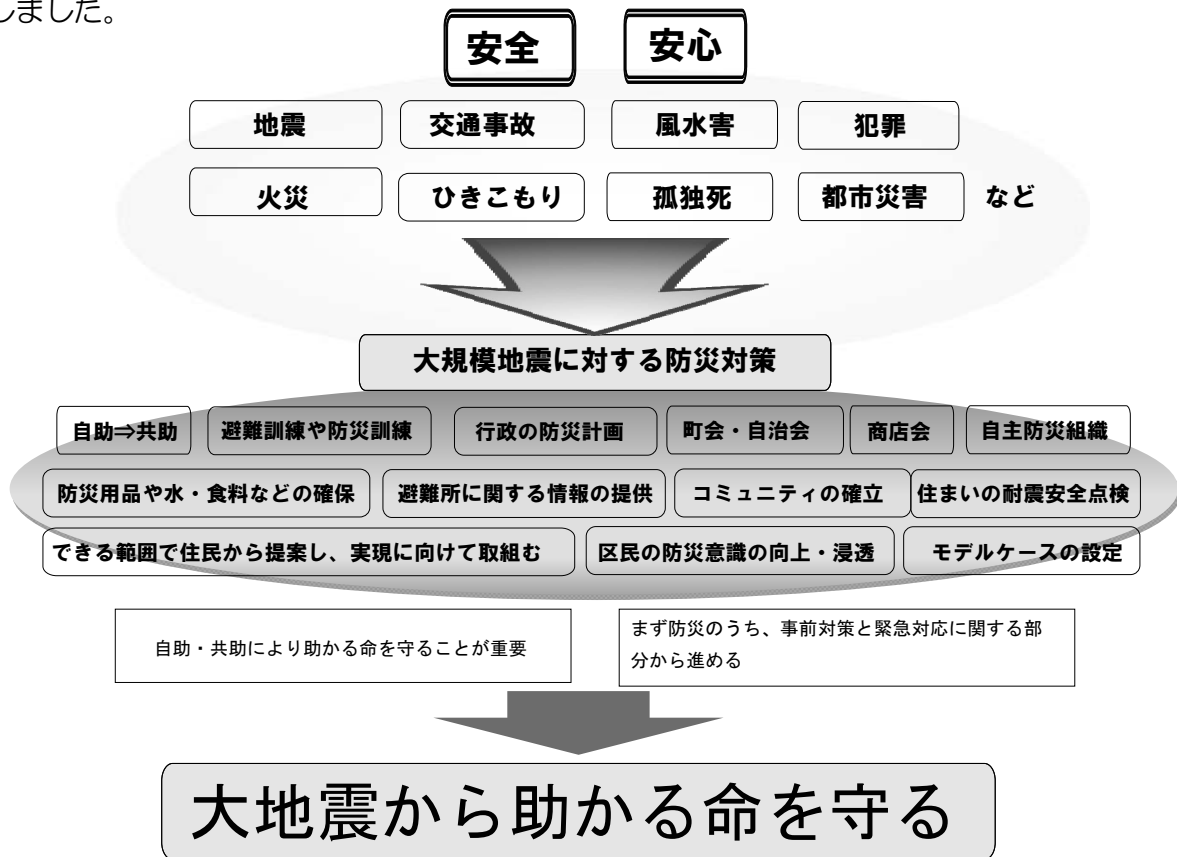 しました。
安全 安心
地震 交通事故 風水害 犯罪
火災 ひきこもり 孤独死 都市災害 など
大規模地震に対する防災対策
自助⇒共助 避難訓練や防災訓練 行政の防災計画 町会・自治会 商店会 自主防災組織
防災用品や水・食料などの確保 避難所に関する情報の提供 コミュニティの確立 住まいの耐震安全点検
できる範囲で住民から提案し、実現に向けて取組む 区民の防災意識の向上・浸透 モデルケースの設定
自助・共助により助かる命を守ることが重要
まず防災のうち、事前対策と緊急対応に関する部
分から進める
大地震から助かる命を守る